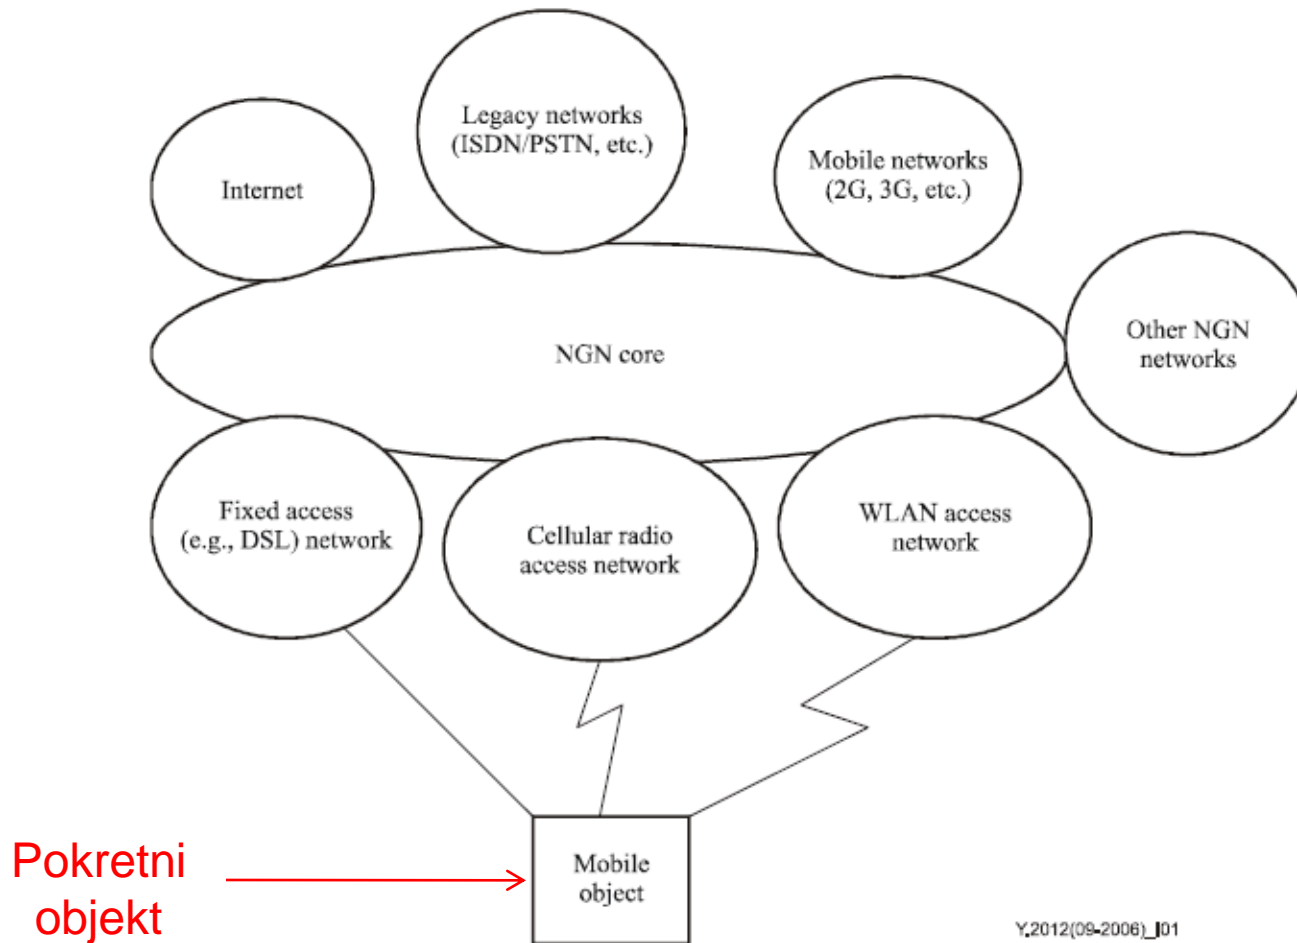 Legacy networks
(ISDN/PSTN, etc.)
Internet
Mobile networks
(2G, 3G, etc.)
NGN core
Other NGN
networks
Fixed access
(e.g., DSL) network
Cellular radio
access network
WLAN access
network
Pokretni
objekt
Mobile
object
Y.2012(09-2006)_I01